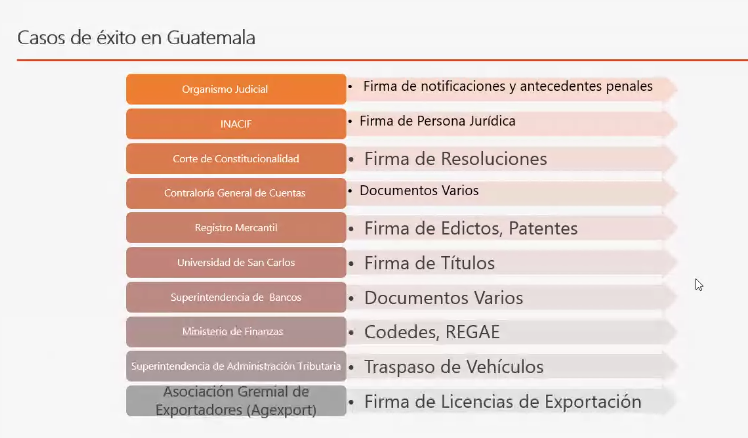 Casos de éxito en Guatemala
Organismo Judicial
• Firma de notificaciones y antecedentes penales
INACIF
• Firma de Persona Jurídica
Corte de Constitucionalidad
• Firma de Resoluciones
Contraloría General de Cuentas
• Documentos Varios
Registro Mercantil
• Firma de Edictos, Patentes
Universidad de San Carlos
• Firma de Títulos
Superintendencia de Bancos
• Documentos Varios
Ministerio de Finanzas
• Codedes, REGAE
Superintendencia de Administración Tributaria
• Traspaso de Vehículos
Asociación Gremial de
Exportadores (Agexport)
• Firma de Licencias de Exportación